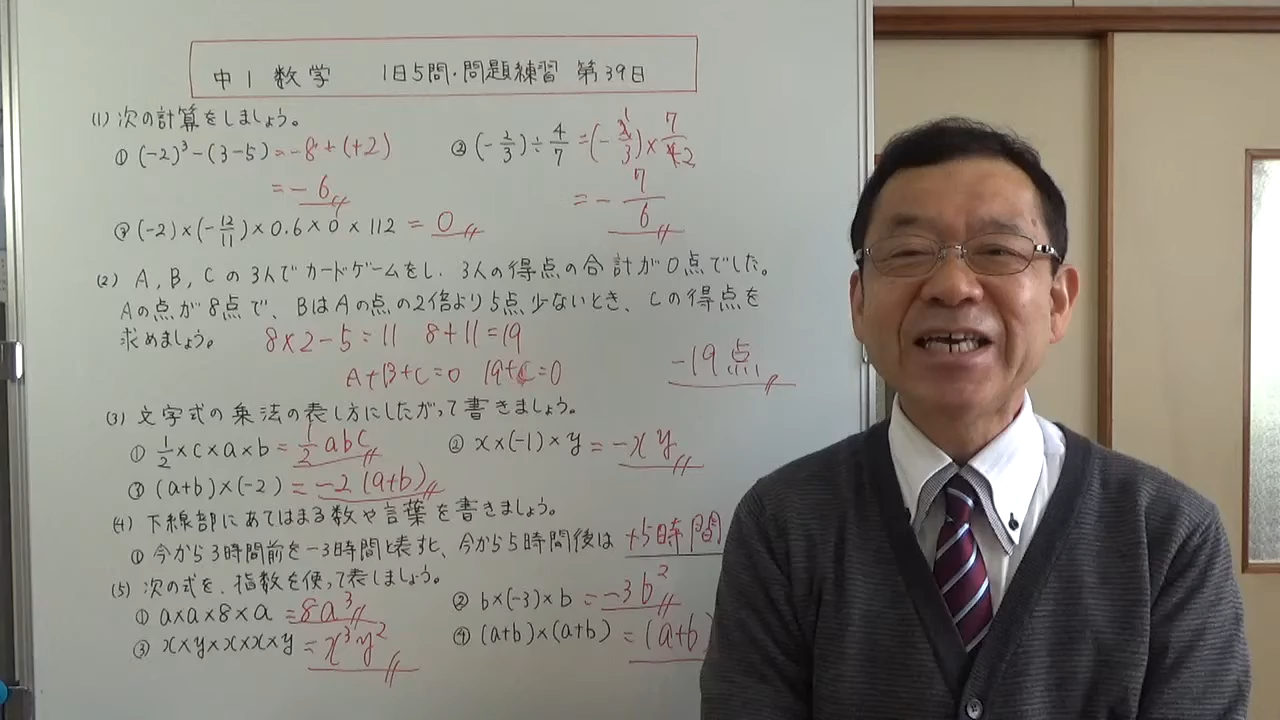 中1 数学 1日5問・問題練習 第39日
(1) 次の計算をしましょう。
① (-2)³-(3-5)=-8+(+2)
=-6
② (-2/3)÷4/7=(-2/3)×7/4 1 2
=-7/6
③ (-2)×(-12/11)×0.6×0×112=0
(2) A, B, C の3人でカードゲームをし、3人の得点の合計が0点でした。
Aの点が8点で、BはAの点の2倍より5点少ないとき、Cの得点を
求めましょう。 8×2-5=11 8+11=19
A+B+C=0 19+C=0 -19点
(3) 文字式の乗法の表し方にしたがって書きましょう。
① 1/2×c×a×b=1/2abc ② x×(-1)×y=-xy
③ (a+b)×(-2)=-2(a+b)
(4) 下線部にあてはまる数や言葉を書きましょう。
① 今から3時間前を-3時間と表すと、今から5時間後は +5時間
(5) 次の式を、指数を使って表しましょう。
① a×a×8×a=8a³ ② b×(-3)×b=-3b²
③ x×y×x×x×y=x³y² ④ (a+b)×(a+b)=(a+b